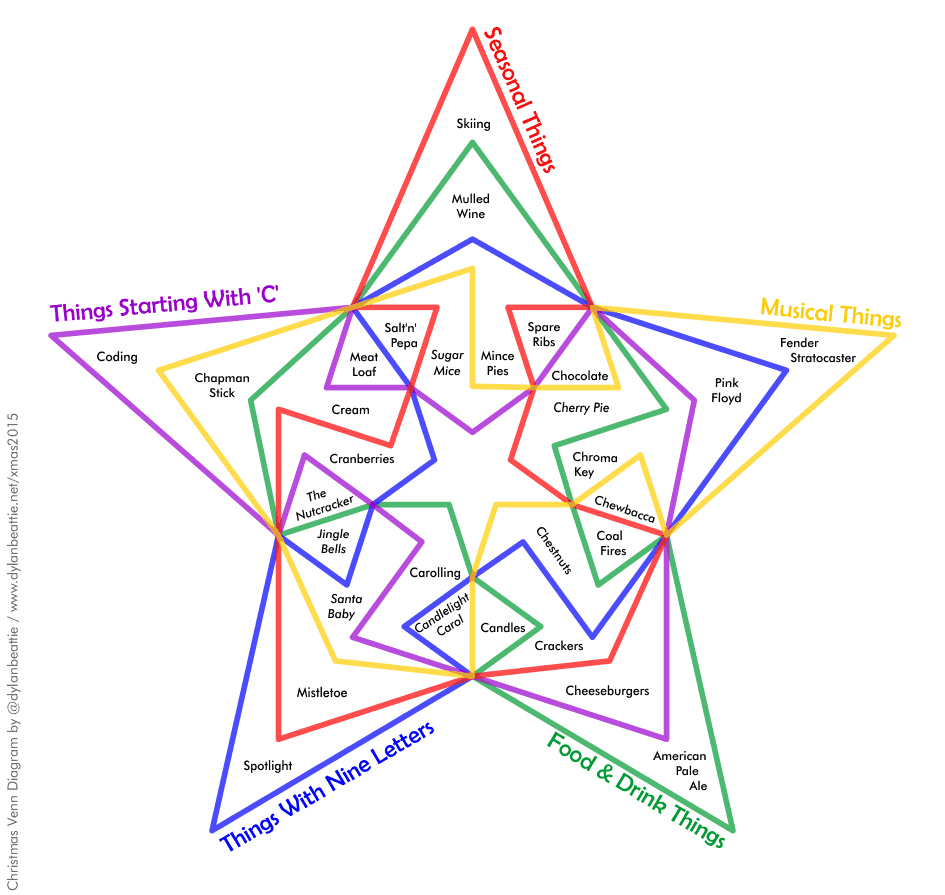 Seasonal Things
Skiing
Mulled
Wine
Things Starting With 'C'
Musical Things
Coding
Chapman
Stick
Salt'n'
Pepa
Meat
Loaf
Sugar
Mice
Mince
Pies
Spare
Ribs
Chocolate
Cherry Pie
Pink
Floyd
Fender
Stratocaster
Cream
Cranberries
The
Nutcracker
Jingle
Bells
Santa
Baby
Chroma
Key
Chewbacca
Coal
Fires
Chestnuts
Carolling
Candlelight
Carol
Candles
Crackers
Mistletoe
Cheeseburgers
Spotlight
American
Pale
Ale
Things With Nine Letters
Food & Drink Things
Christmas Venn Diagram by @dylanbeattie / www.dylanbeattie.net/xmas2015